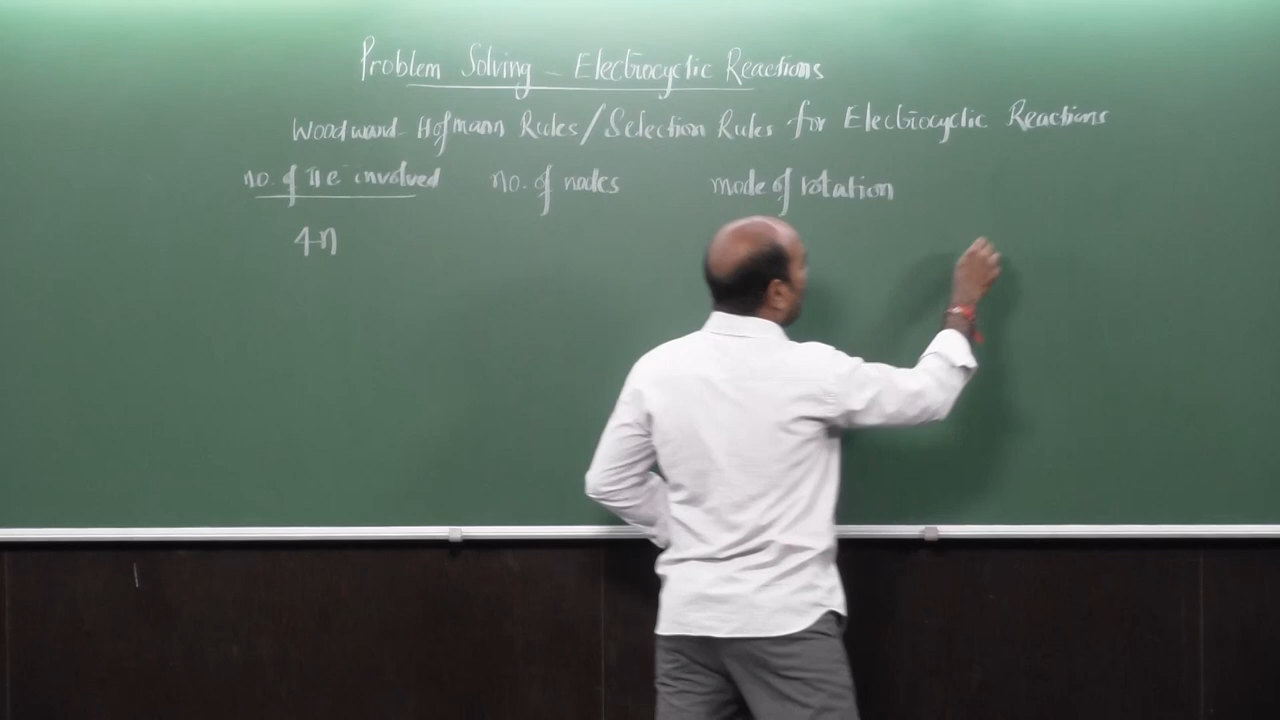 Problem Solving - Electrocyclic Reactions
Woodward-Hofmann Rules/Selection Rules for Electrocyclic Reactions
no. of πe⁻ involved no. of nodes mode of rotation
4n